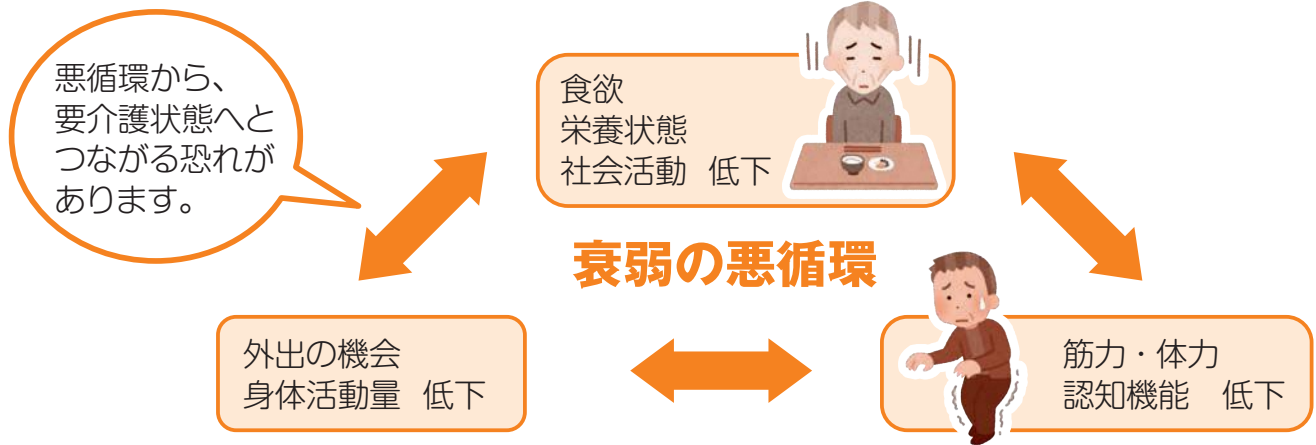 悪循環から、
要介護状態へと
つながる恐れが
あります。
食欲
栄養状態
社会活動 低下
衰弱の悪循環
外出の機会
身体活動量 低下
筋力・体力
認知機能 低下